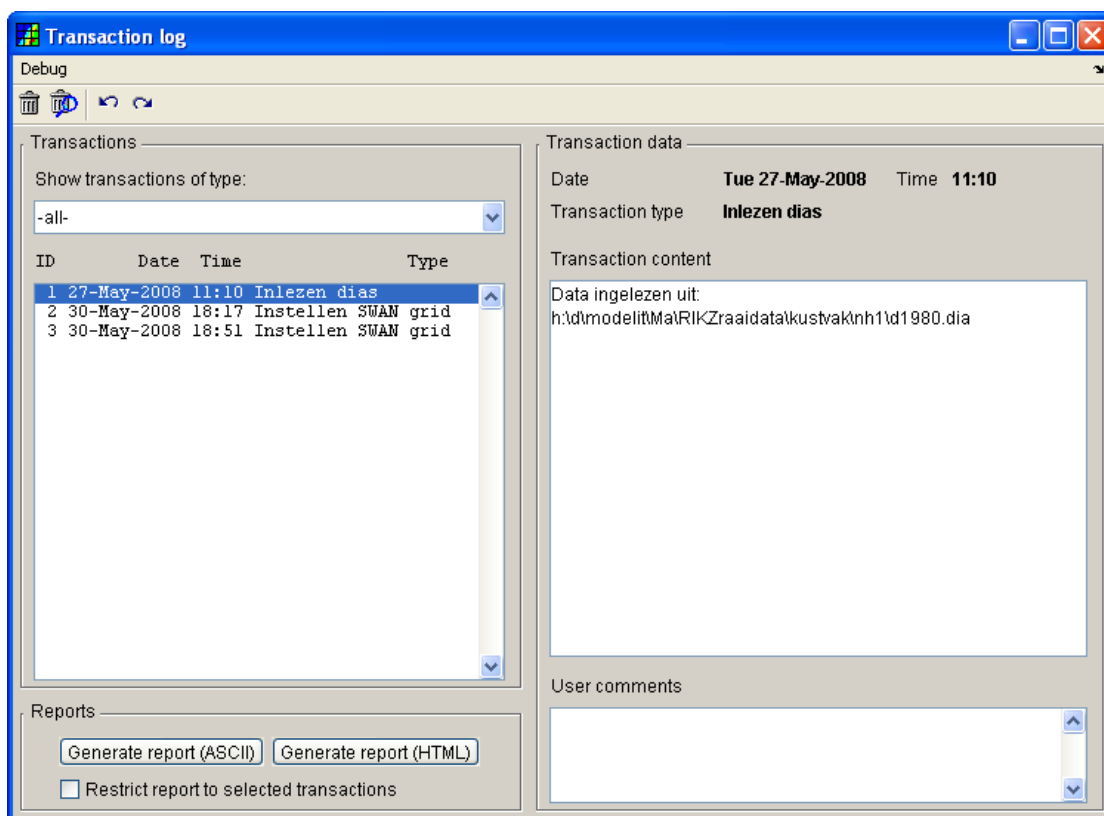 Transaction log
Debug
Transactions
Show transactions of type:
-all-
ID Date Time Type
1 27-May-2008 11:10 Inlezen dias
2 30-May-2008 18:17 Instellen SWAN grid
3 30-May-2008 18:51 Instellen SWAN grid
Reports
Generate report (ASCII) Generate report (HTML)
Restrict report to selected transactions
Transaction data
Date Tue 27-May-2008 Time 11:10
Transaction type Inlezen dias
Transaction content
Data ingelezen uit:
h:\d\modelit\Ma\RIKZraaidata\kustvak\nh1\d1980.dia
User comments